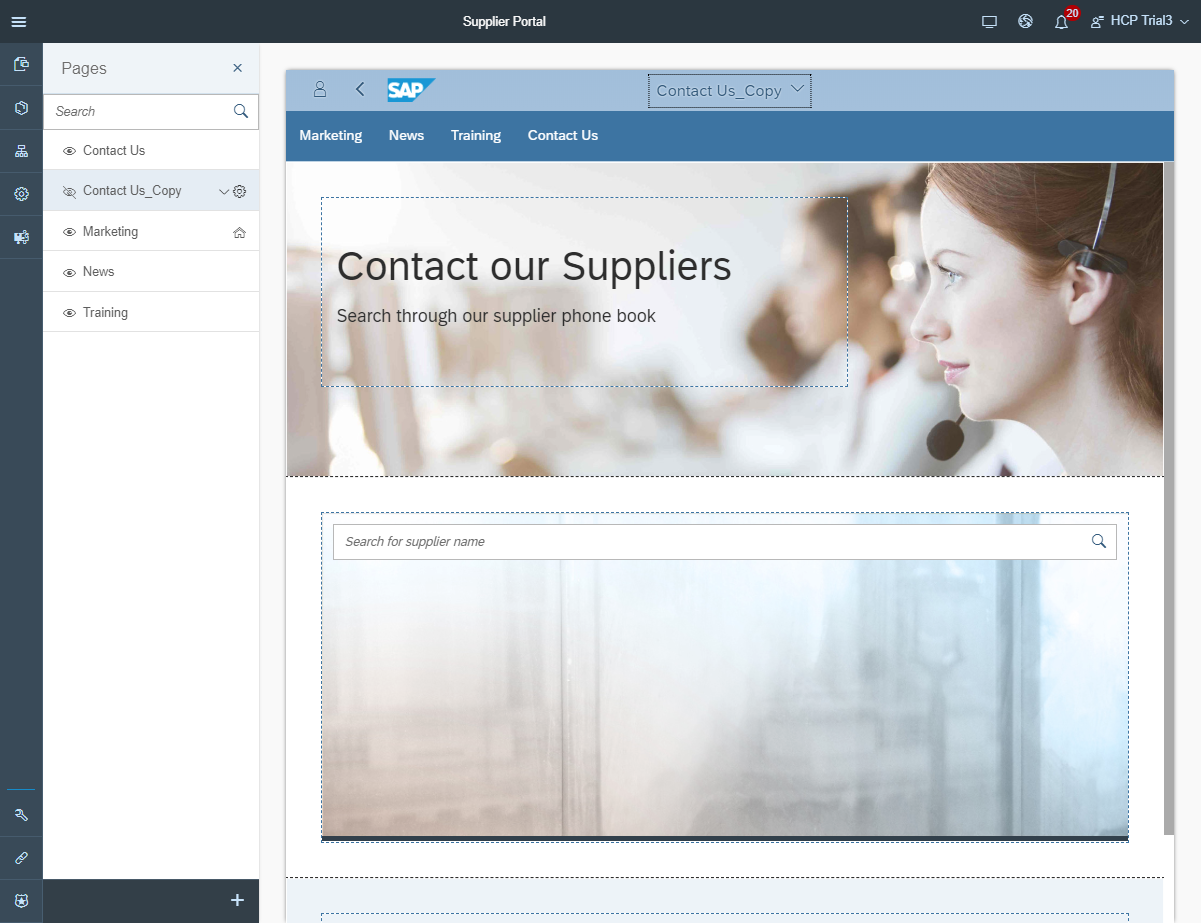 Supplier Portal
20
HCP Trial3
Pages
Search
Contact Us
Contact Us_Copy
Marketing
News
Training
SAP
Contact Us_Copy
Marketing News Training Contact Us
Contact our Suppliers
Search through our supplier phone book
Search for supplier name